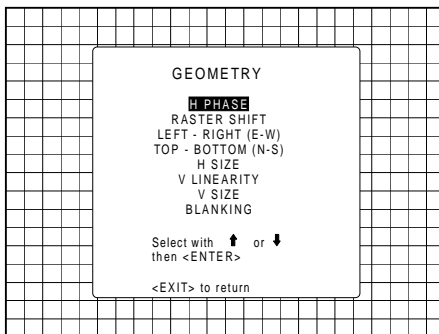 GEOMETRY
H PHASE
RASTER SHIFT
LEFT - RIGHT (E-W)
TOP - BOTTOM (N-S)
H SIZE
V LINEARITY
V SIZE
BLANKING
Select with ⬆ or ⬇
then <ENTER>
<EXIT> to return